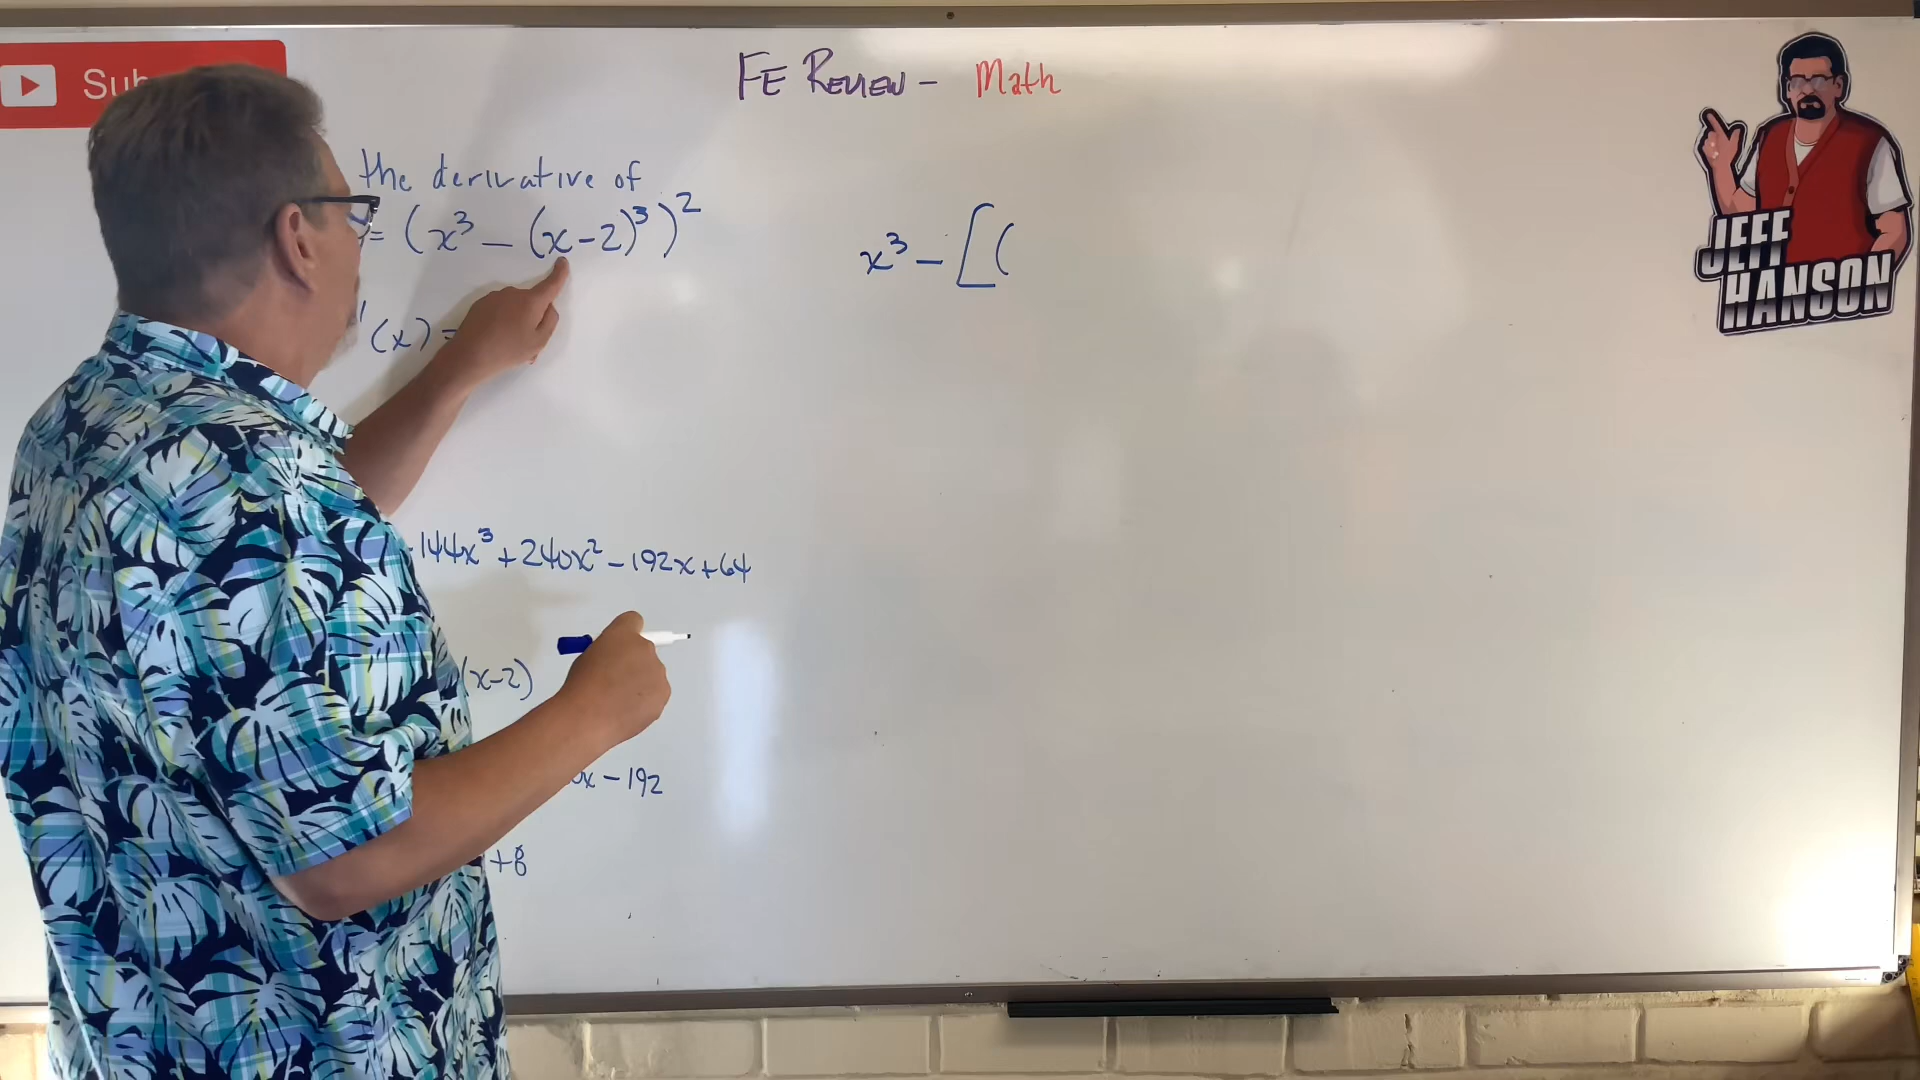 FE REVIEW - Math
the derivative of
= (x³ - (x-2)³)²
x³ - [(
'(x) =
-144x³ + 240x² - 192x + 64
(x-2)
0x - 192
+8
JEFF
HANSON